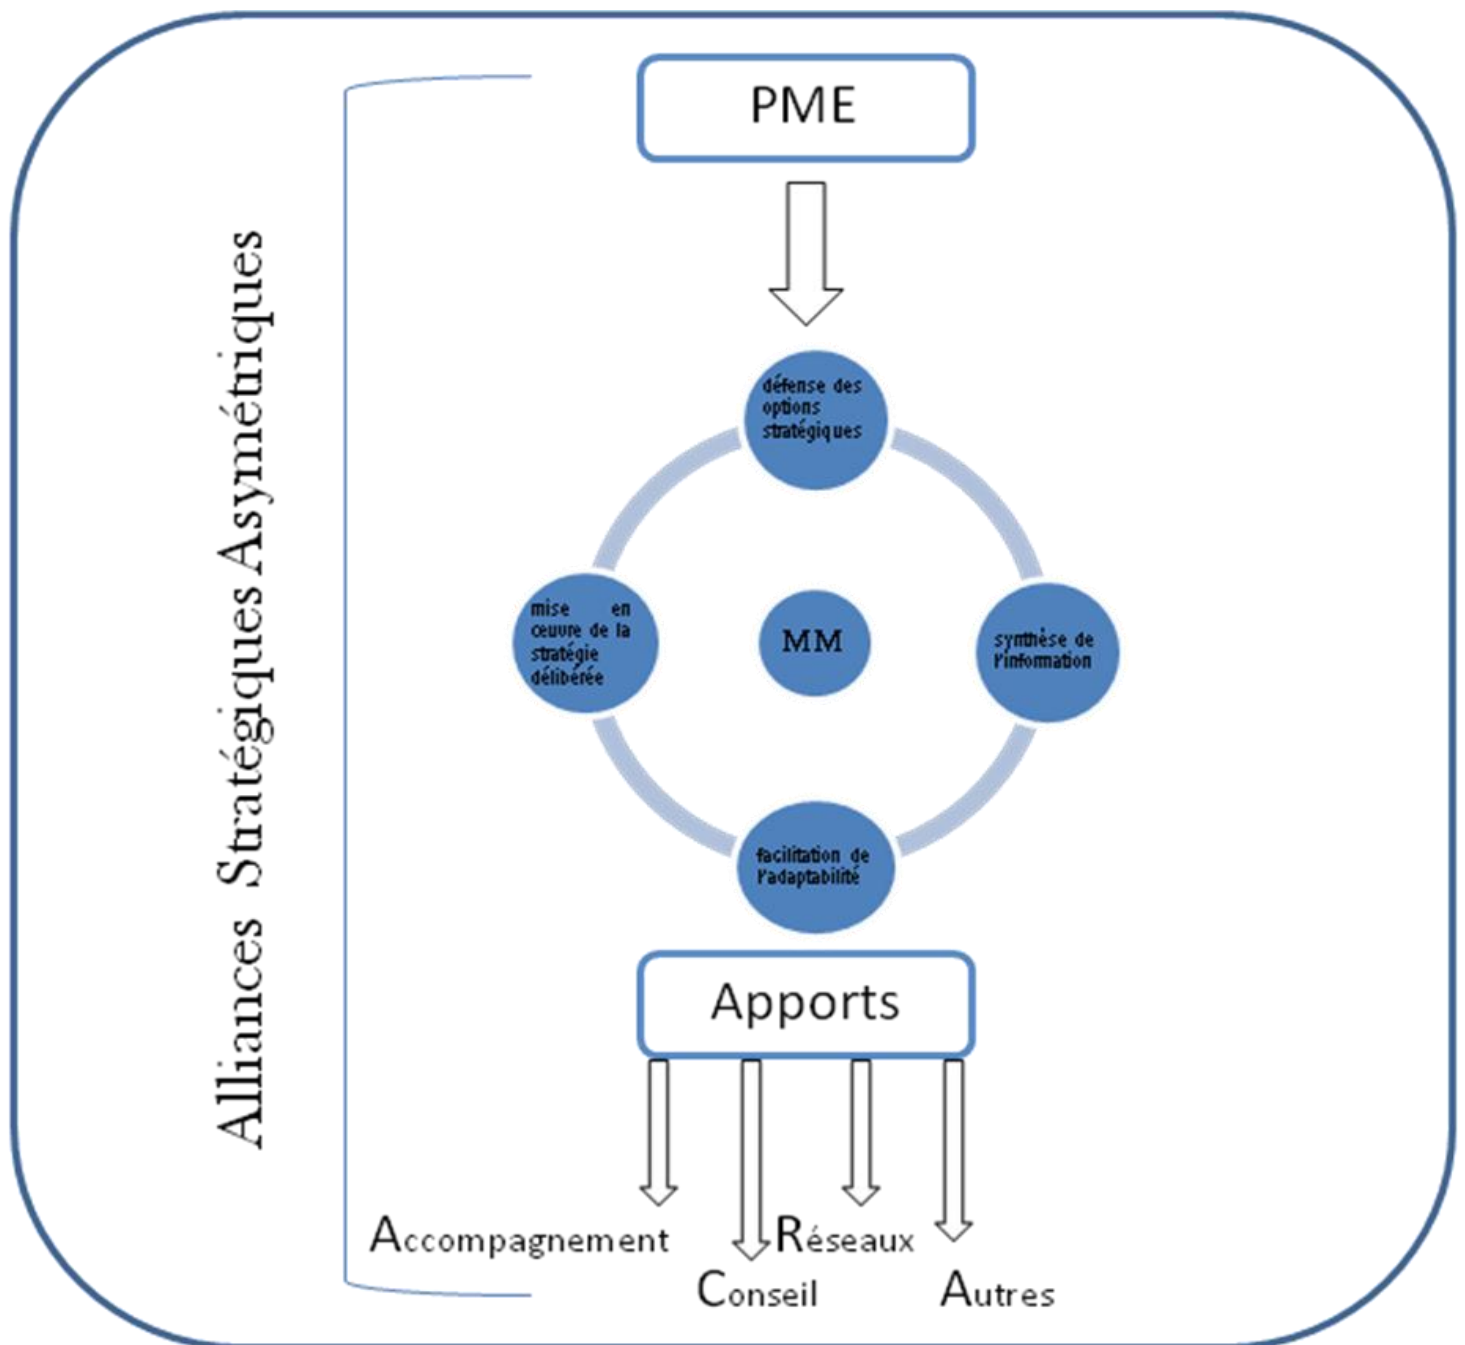 PME
Alliances Stratégiques Asymétriques
défense des
options
stratégiques
mise en
œuvre de la
stratégie
délibérée
MM
synthèse de
l'information
facilitation de
l'adaptabilité
Apports
Accompagnement
Réseaux
Conseil
Autres